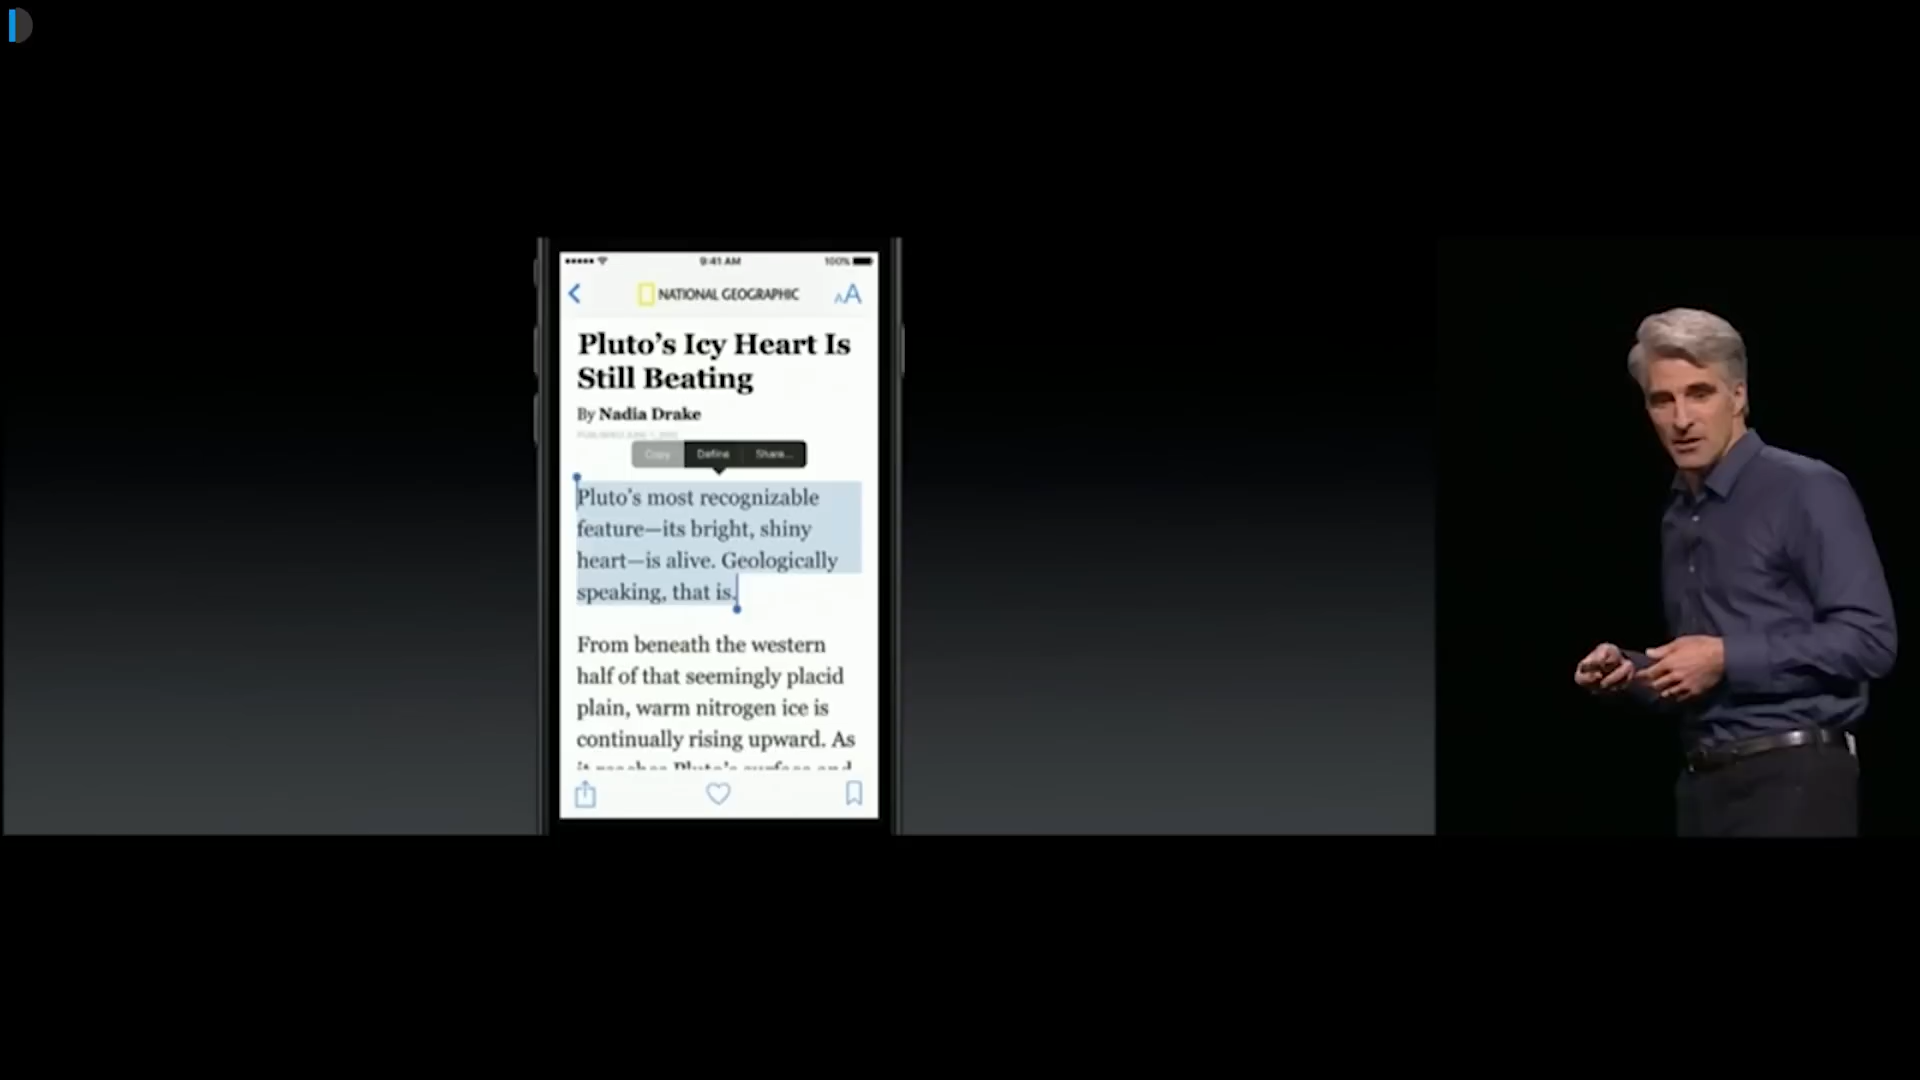 9:41 AM
100%
NATIONAL GEOGRAPHIC
AA
Pluto’s Icy Heart Is
Still Beating
By Nadia Drake
Copy Define Share...
Pluto’s most recognizable
feature—its bright, shiny
heart—is alive. Geologically
speaking, that is.
From beneath the western
half of that seemingly placid
plain, warm nitrogen ice is
continually rising upward. As